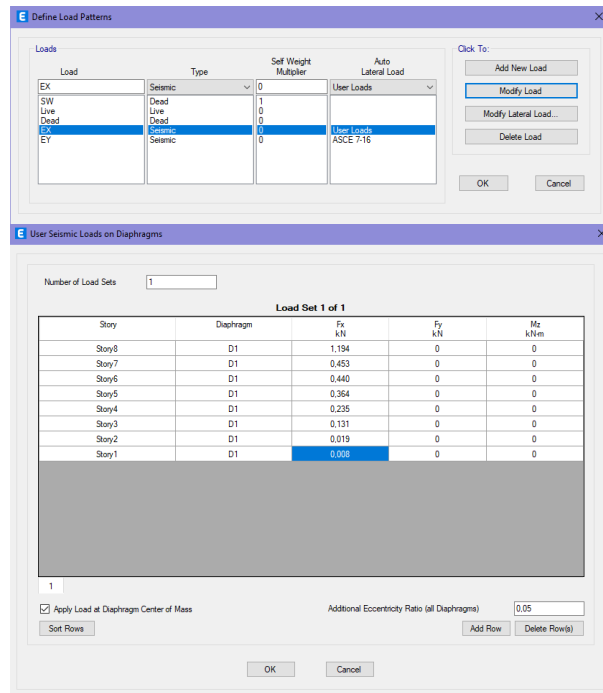 E Define Load Patterns
Loads
Click To:
Load Type Self Weight Multiplier Auto Lateral Load
EX Seismic 0 User Loads
SW Dead 1
Live Live 0
Dead Dead 0
EX Seismic 0 User Loads
EY Seismic 0 ASCE 7-16
Add New Load
Modify Load
Modify Lateral Load...
Delete Load
OK Cancel
E User Seismic Loads on Diaphragms
Number of Load Sets 1
Load Set 1 of 1
Story Diaphragm Fx kN Fy kN Mz kN-m
Story8 D1 1,194 0 0
Story7 D1 0,453 0 0
Story6 D1 0,440 0 0
Story5 D1 0,364 0 0
Story4 D1 0,235 0 0
Story3 D1 0,131 0 0
Story2 D1 0,019 0 0
Story1 D1 0,008 0 0
1
Apply Load at Diaphragm Center of Mass Additional Eccentricity Ratio (all Diaphragms) 0,05
Sort Rows Add Row Delete Row(s)
OK Cancel